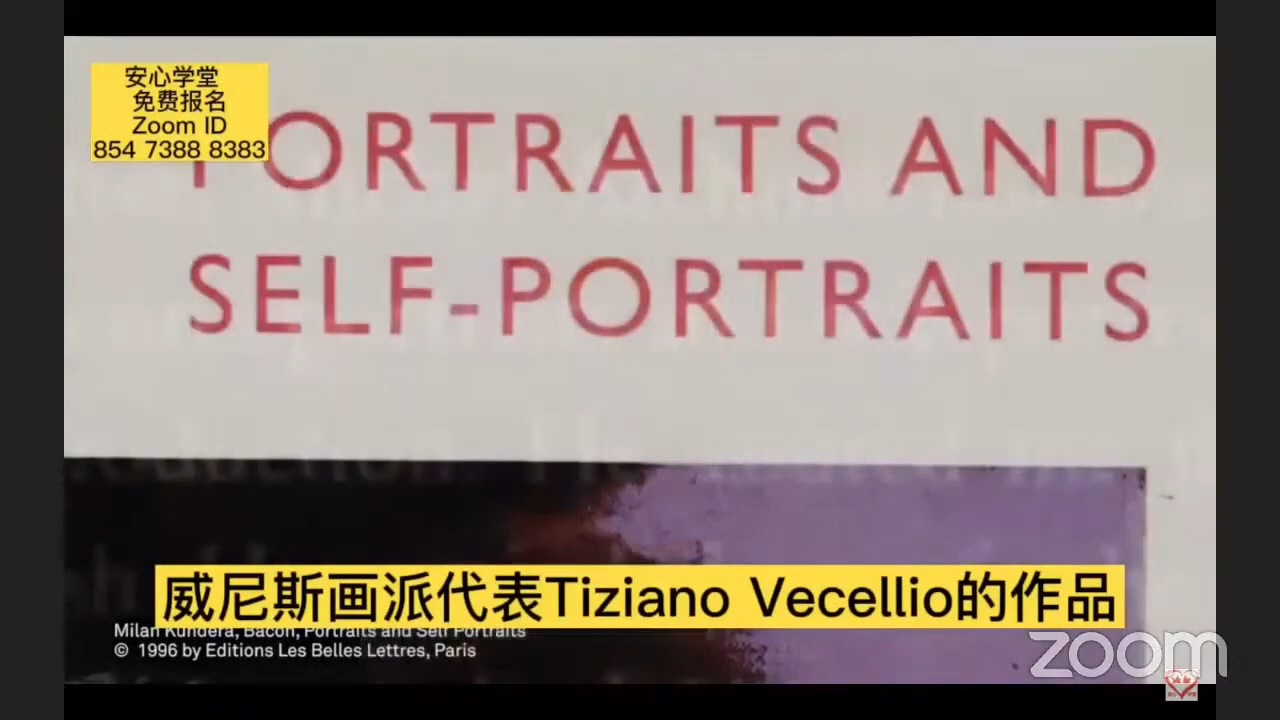 安心学堂
免费报名
Zoom ID
854 7388 8383
PORTRAITS AND
SELF-PORTRAITS
威尼斯画派代表Tiziano Vecellio的作品
Milan Kundera, Bacon, Portraits and Self Portraits
© 1996 by Editions Les Belles Lettres, Paris
zoom